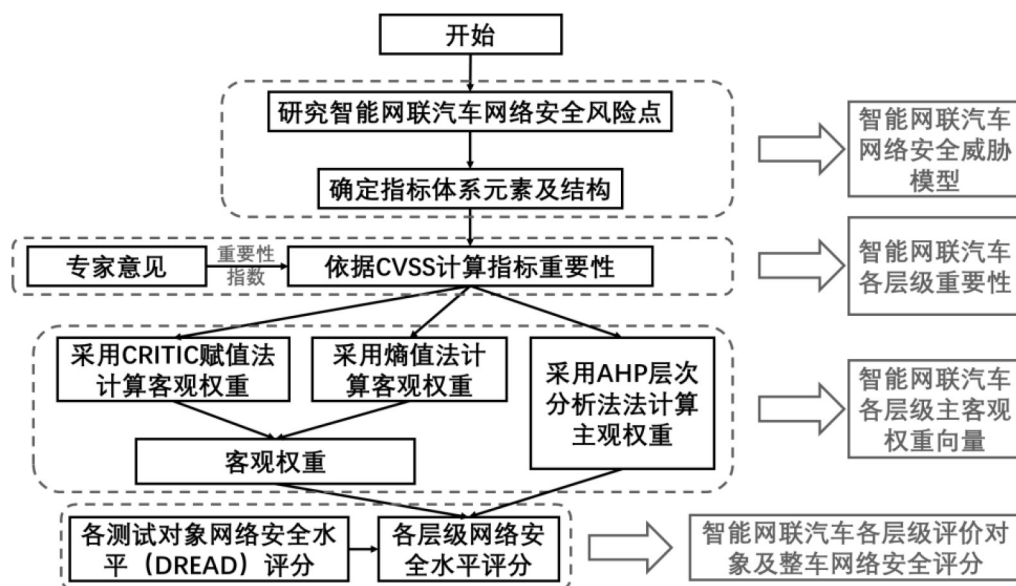 开始
研究智能网联汽车网络安全风险点
确定指标体系元素及结构
智能网联汽车
网络安全威胁
模型
专家意见
重要性
指数
依据CVSS计算指标重要性
智能网联汽车
各层级重要性
采用CRITIC赋值法
计算客观权重
采用熵值法计
算客观权重
采用AHP层次
分析法法计算
主观权重
客观权重
智能网联汽车
各层级主客观
权重向量
各测试对象网络安全水
平（DREAD）评分
各层级网络安
全水平评分
智能网联汽车各层级评价对
象及整车网络安全评分